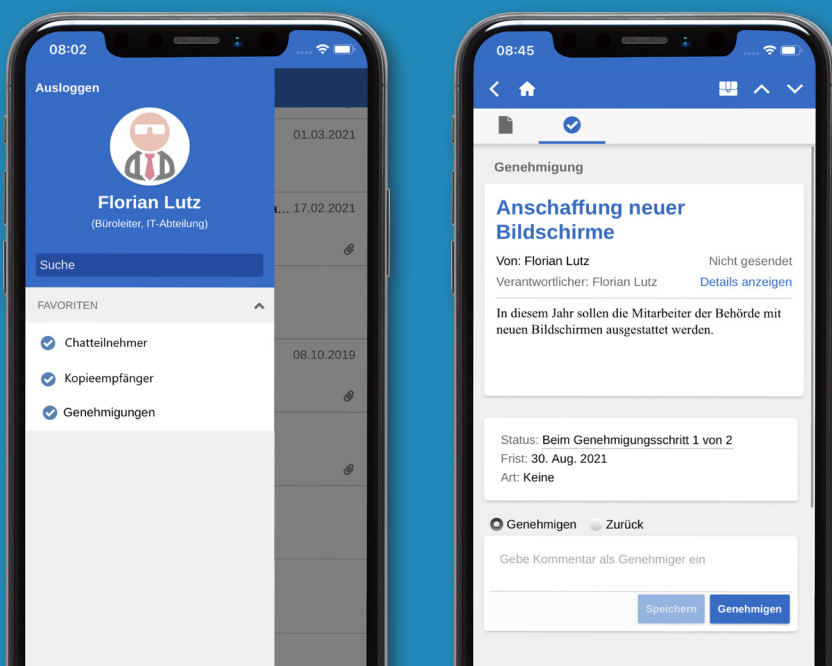 08:02
Ausloggen
01.03.2021
Florian Lutz
17.02.2021
(Büroleiter, IT-Abteilung)
Suche
FAVORITEN
Chatteilnehmer
08.10.2019
Kopieempfänger
Genehmigungen
08:45
Genehmigung
Anschaffung neuer
Bildschirme
Von: Florian Lutz Nicht gesendet
Verantwortlicher: Florian Lutz Details anzeigen
In diesem Jahr sollen die Mitarbeiter der Behörde mit
neuen Bildschirmen ausgestattet werden.
Status: Beim Genehmigungsschritt 1 von 2
Frist: 30. Aug. 2021
Art: Keine
Genehmigen Zurück
Gebe Kommentar als Genehmiger ein
Speichern Genehmigen